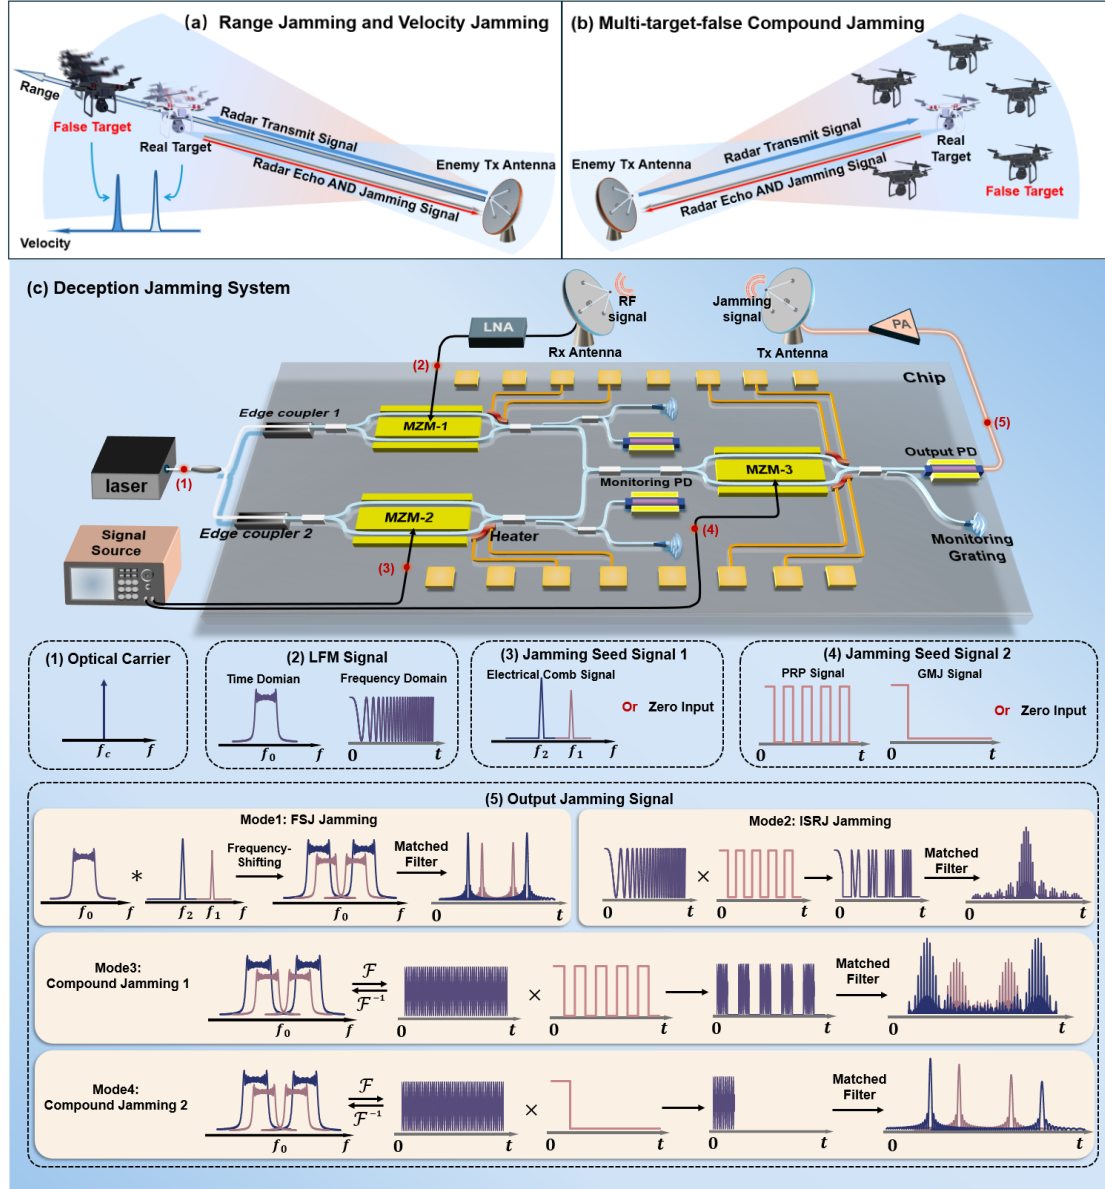 (a) Range Jamming and Velocity Jamming
Range
False Target
Real Target
Radar Transmit Signal
Radar Echo AND Jamming Signal
Enemy Tx Antenna
Velocity
(b) Multi-target-false Compound Jamming
Enemy Tx Antenna
Radar Transmit Signal
Radar Echo AND Jamming Signal
Real
Target
False Target
(c) Deception Jamming System
RF
signal
LNA
Rx Antenna
Jamming
signal
Tx Antenna
PA
(2)
Chip
Edge coupler 1
MZM-1
(5)
Output PD
laser
(1)
Monitoring PD
MZM-3
Edge coupler 2
MZM-2
Heater
(4)
Monitoring
Grating
Signal
Source
(3)
(1) Optical Carrier
f_c f
(2) LFM Signal
Time Domian
f_0 f
Frequency Domain
0 t
(3) Jamming Seed Signal 1
Electrical Comb Signal
f_2 f_1 f
Or Zero Input
(4) Jamming Seed Signal 2
PRP Signal
0 t
GMJ Signal
0 t
Or Zero Input
(5) Output Jamming Signal
Mode1: FSJ Jamming
f_0 f
*
f_2 f_1 f
Frequency-
Shifting
f_0 f
Matched
Filter
0 t
Mode2: ISRJ Jamming
0 t
×
0 t
0 t
Matched
Filter
0 t
Mode3:
Compound Jamming 1
f_0 f
ℱ
ℱ^-1
0 t
×
0 t
0 t
Matched
Filter
0 t
Mode4:
Compound Jamming 2
f_0 f
ℱ
ℱ^-1
0 t
×
0 t
0 t
Matched
Filter
0 t